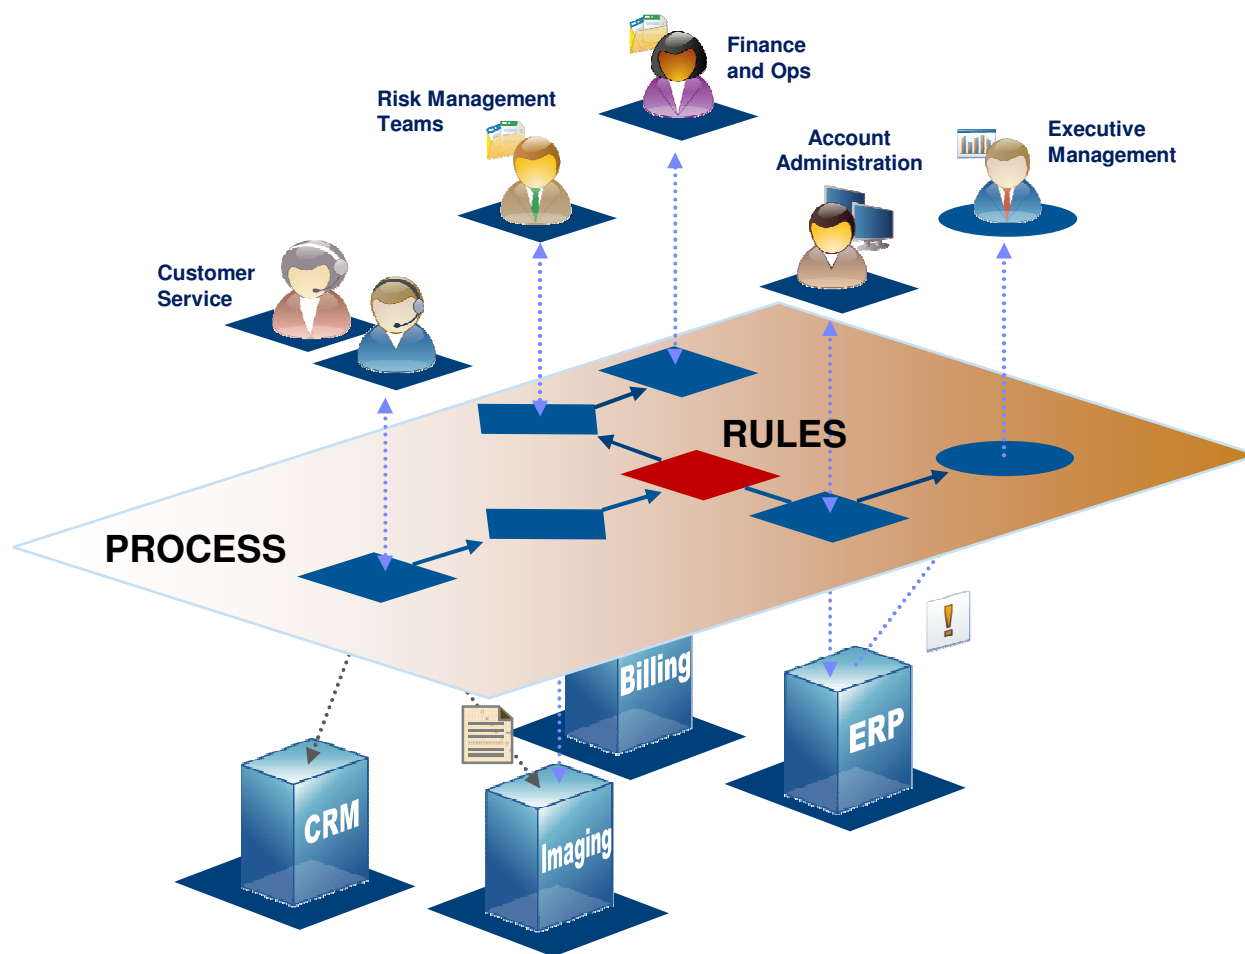 Finance
and Ops
Risk Management
Teams
Account
Administration
Executive
Management
Customer
Service
RULES
PROCESS
Billing
ERP
CRM
Imaging
!